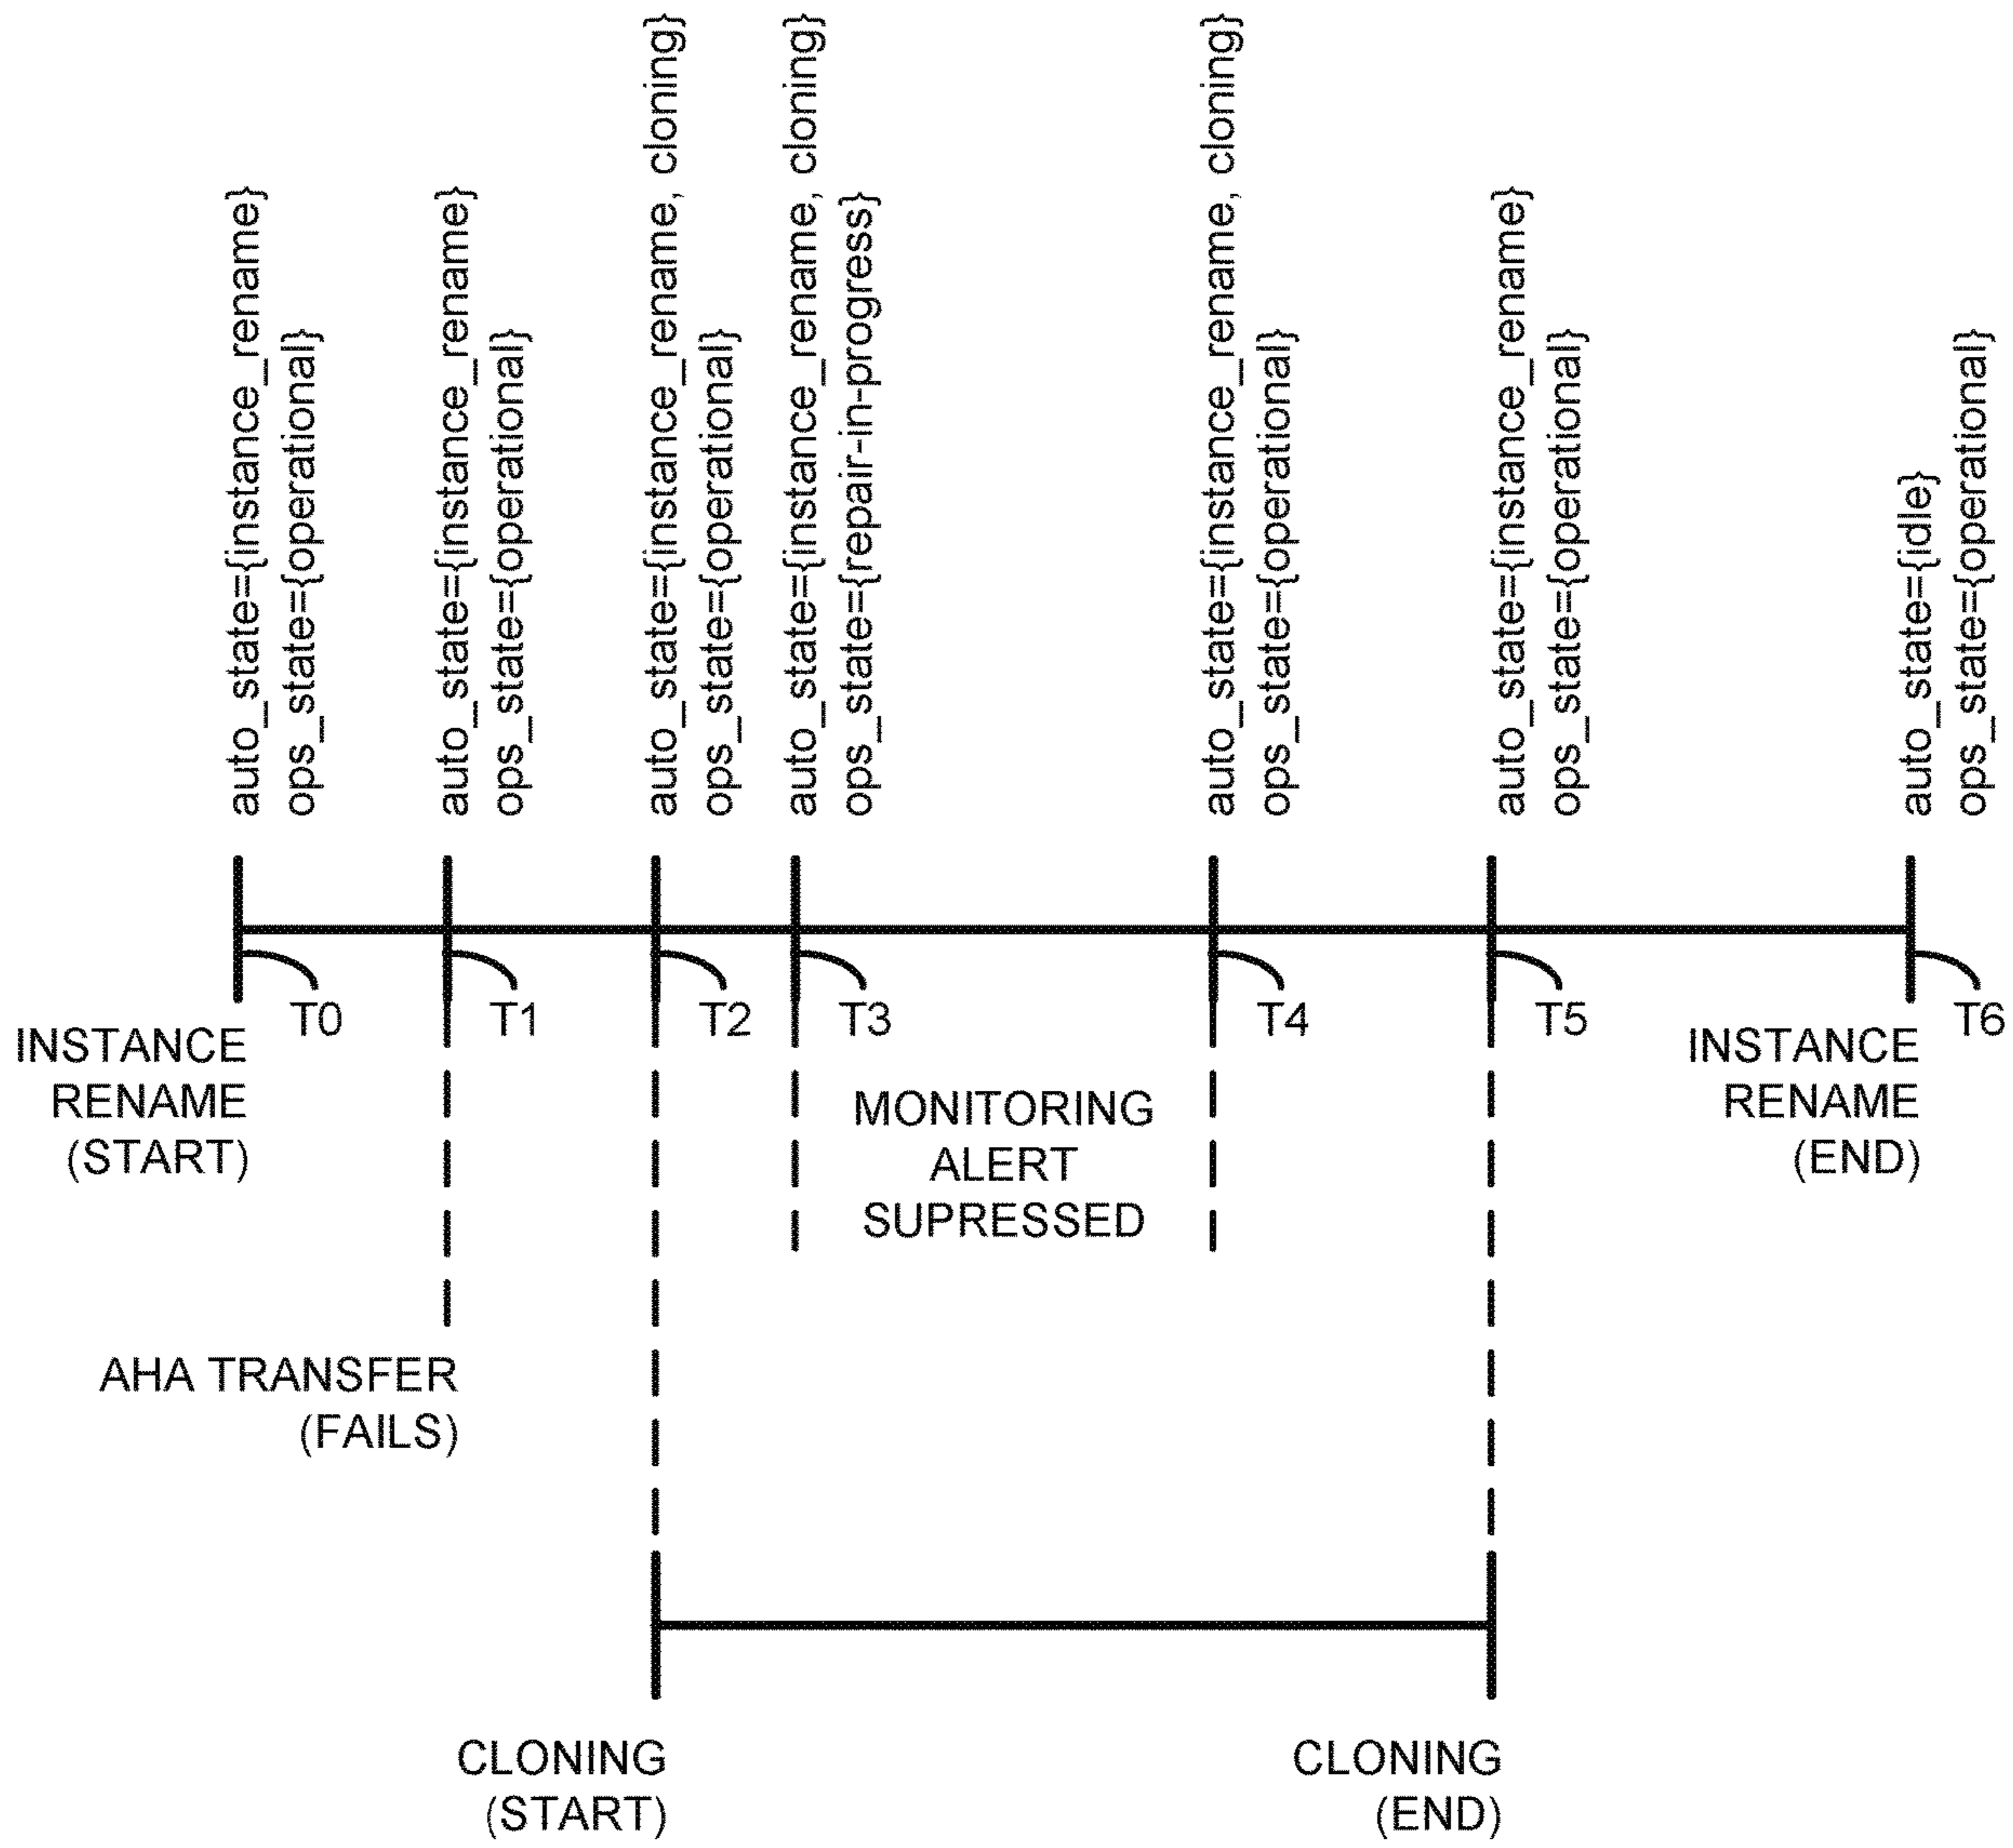 auto_state={instance_rename}
ops_state={operational}
auto_state={instance_rename}
ops_state={operational}
auto_state={instance_rename, cloning}
ops_state={operational}
auto_state={instance_rename, cloning}
ops_state={repair-in-progress}
auto_state={instance_rename, cloning}
ops_state={operational}
auto_state={instance_rename}
ops_state={operational}
auto_state={idle}
ops_state={operational}
T0
T1
T2
T3
T4
T5
T6
INSTANCE
RENAME
(START)
MONITORING
ALERT
SUPRESSED
INSTANCE
RENAME
(END)
AHA TRANSFER
(FAILS)
CLONING
(START)
CLONING
(END)